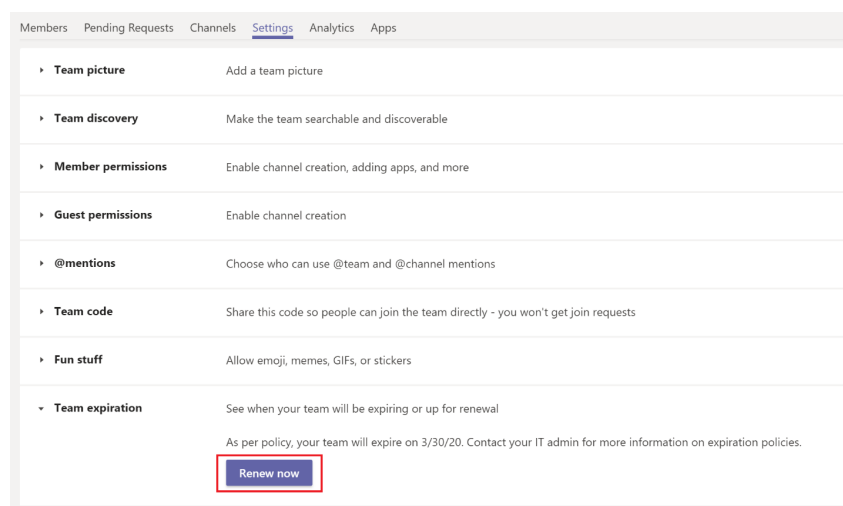 Members Pending Requests Channels Settings Analytics Apps
Team picture Add a team picture
Team discovery Make the team searchable and discoverable
Member permissions Enable channel creation, adding apps, and more
Guest permissions Enable channel creation
@mentions Choose who can use @team and @channel mentions
Team code Share this code so people can join the team directly - you won't get join requests
Fun stuff Allow emoji, memes, GIFs, or stickers
Team expiration See when your team will be expiring or up for renewal
As per policy, your team will expire on 3/30/20. Contact your IT admin for more information on expiration policies.
Renew now